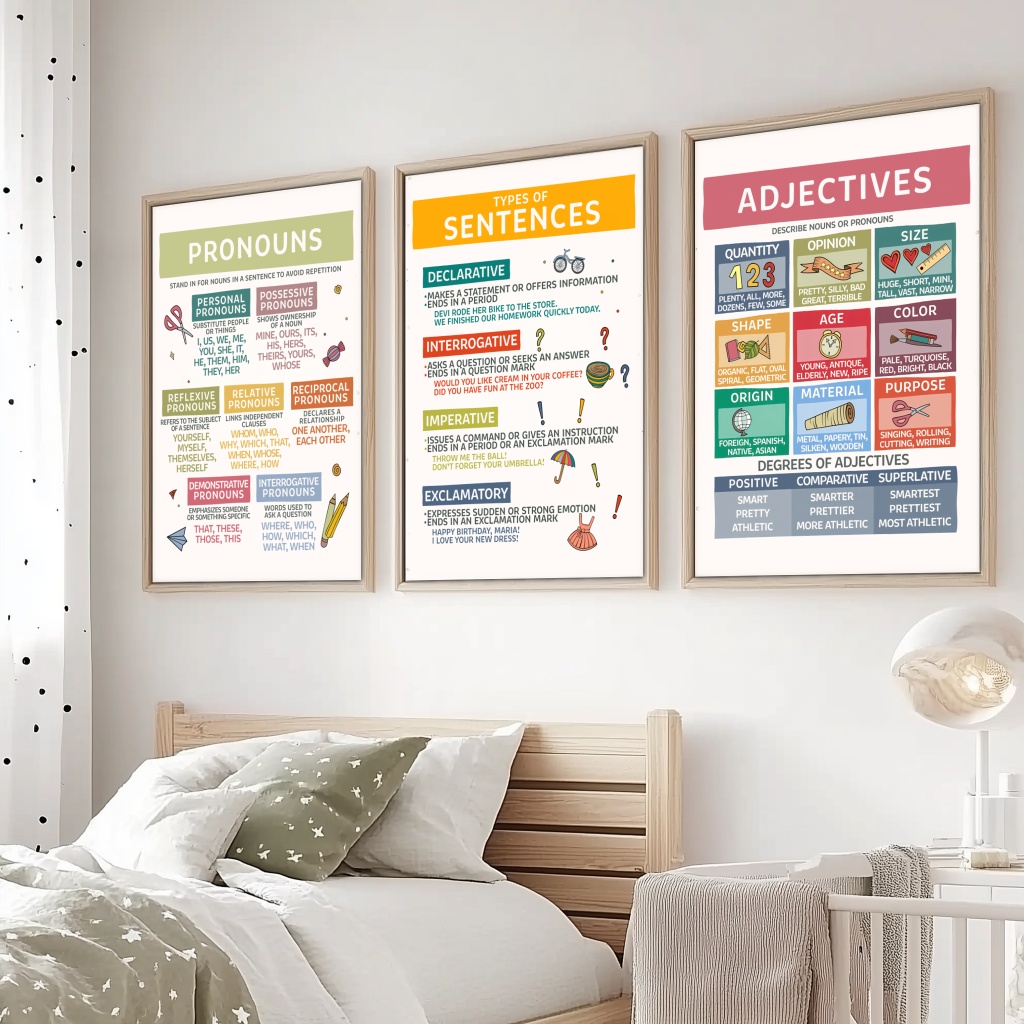 PRONOUNS
STAND IN FOR NOUNS IN A SENTENCE TO AVOID REPETITION
PERSONAL
PRONOUNS
SUBSTITUTE PEOPLE
OR THINGS
I, US, WE, ME,
YOU, SHE, IT,
HE, THEM, HIM,
THEY, HER
POSSESSIVE
PRONOUNS
SHOWS OWNERSHIP
OF A NOUN
MINE, OURS, ITS,
HIS, HERS,
THEIRS, YOURS,
WHOSE
REFLEXIVE
PRONOUNS
REFERS TO THE SUBJECT
OF A SENTENCE
YOURSELF,
MYSELF,
THEMSELVES,
HERSELF
RELATIVE
PRONOUNS
LINKS INDEPENDENT
CLAUSES
WHOM, WHO,
WHY, WHICH, THAT,
WHEN, WHOSE,
WHERE, HOW
RECIPROCAL
PRONOUNS
DECLARES A
RELATIONSHIP
ONE ANOTHER,
EACH OTHER
DEMONSTRATIVE
PRONOUNS
EMPHASIZES SOMEONE
OR SOMETHING SPECIFIC
THAT, THESE,
THOSE, THIS
INTERROGATIVE
PRONOUNS
WORDS USED TO
ASK A QUESTION
WHERE, WHO,
HOW, WHICH,
WHAT, WHEN
TYPES OF
SENTENCES
DECLARATIVE
•MAKES A STATEMENT OR OFFERS INFORMATION
•ENDS IN A PERIOD
DEVI RODE HER BIKE TO THE STORE.
WE FINISHED OUR HOMEWORK QUICKLY TODAY.
INTERROGATIVE
•ASKS A QUESTION OR SEEKS AN ANSWER
•ENDS IN A QUESTION MARK
WOULD YOU LIKE CREAM IN YOUR COFFEE?
DID YOU HAVE FUN AT THE ZOO?
IMPERATIVE
•ISSUES A COMMAND OR GIVES AN INSTRUCTION
•ENDS IN A PERIOD OR AN EXCLAMATION MARK
THROW ME THE BALL!
DON'T FORGET YOUR UMBRELLA!
EXCLAMATORY
•EXPRESSES SUDDEN OR STRONG EMOTION
•ENDS IN AN EXCLAMATION MARK
HAPPY BIRTHDAY, MARIA!
I LOVE YOUR NEW DRESS!
ADJECTIVES
DESCRIBE NOUNS OR PRONOUNS
QUANTITY
123
PLENTY, ALL, MORE,
DOZENS, FEW, SOME
OPINION
PRETTY, SILLY, BAD
GREAT, TERRIBLE
SIZE
HUGE, SHORT, MINI,
TALL, VAST, NARROW
SHAPE
ORGANIC, FLAT, OVAL
SPIRAL, GEOMETRIC
AGE
YOUNG, ANTIQUE,
ELDERLY, NEW, RIPE
COLOR
PALE, TURQUOISE,
RED, BRIGHT, BLACK
ORIGIN
FOREIGN, SPANISH,
NATIVE, ASIAN
MATERIAL
METAL, PAPERY, TIN,
SILKEN, WOODEN
PURPOSE
SINGING, ROLLING,
CUTTING, WRITING
DEGREES OF ADJECTIVES
POSITIVE COMPARATIVE SUPERLATIVE
SMART SMARTER SMARTEST
PRETTY PRETTIER PRETTIEST
ATHLETIC MORE ATHLETIC MOST ATHLETIC